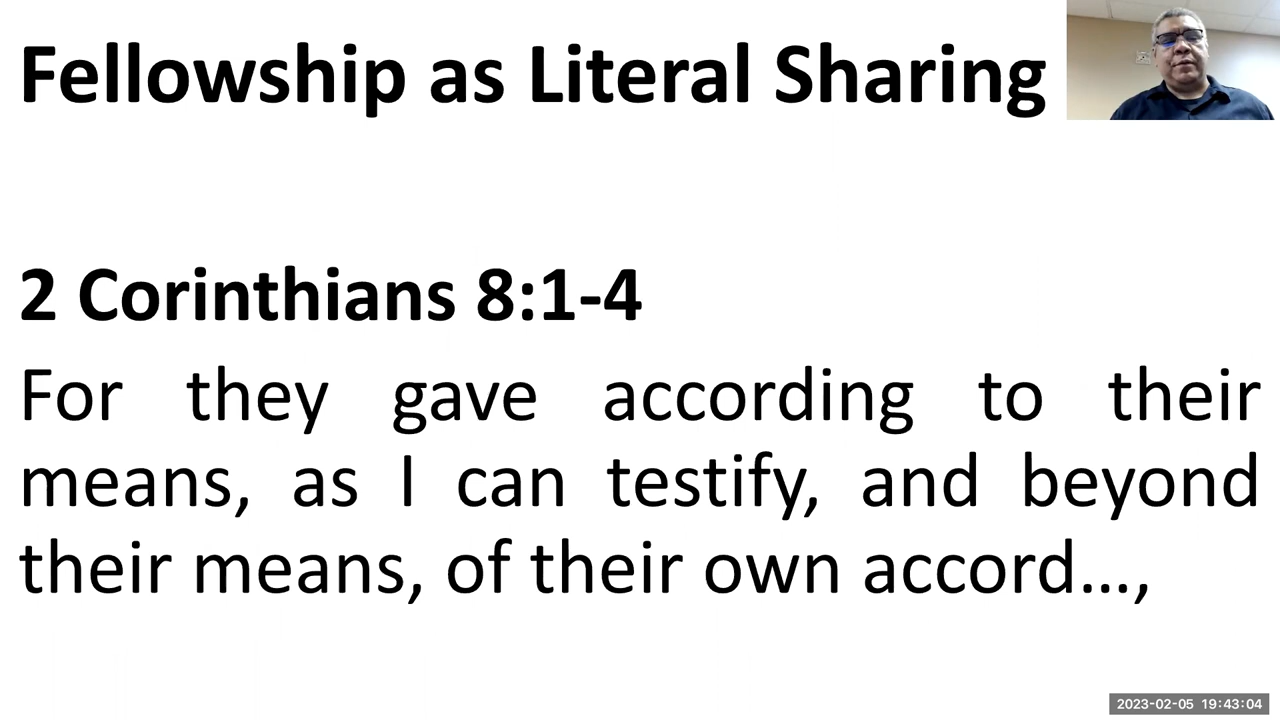 Fellowship as Literal Sharing
2 Corinthians 8:1-4
For they gave according to their
means, as I can testify, and beyond
their means, of their own accord...,
2023-02-05 19:43:04